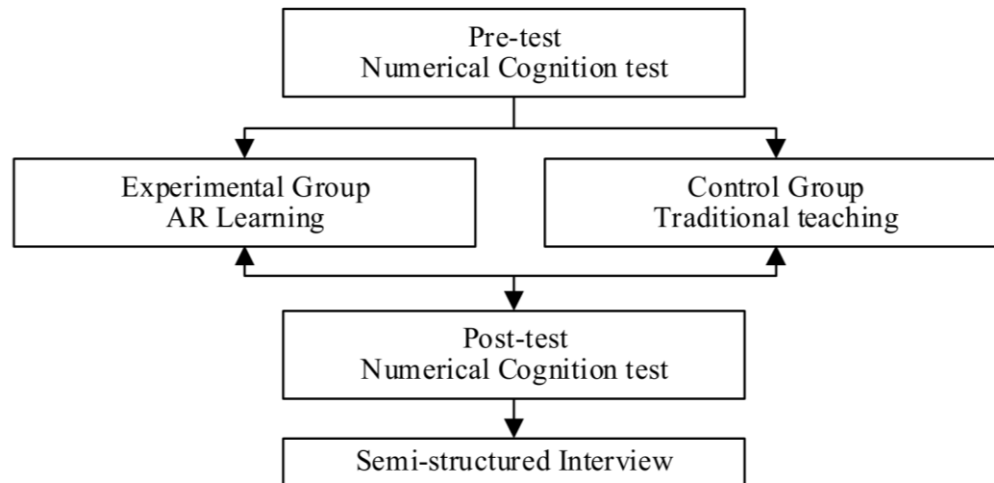 Pre-test
Numerical Cognition test
Experimental Group
AR Learning
Control Group
Traditional teaching
Post-test
Numerical Cognition test
Semi-structured Interview